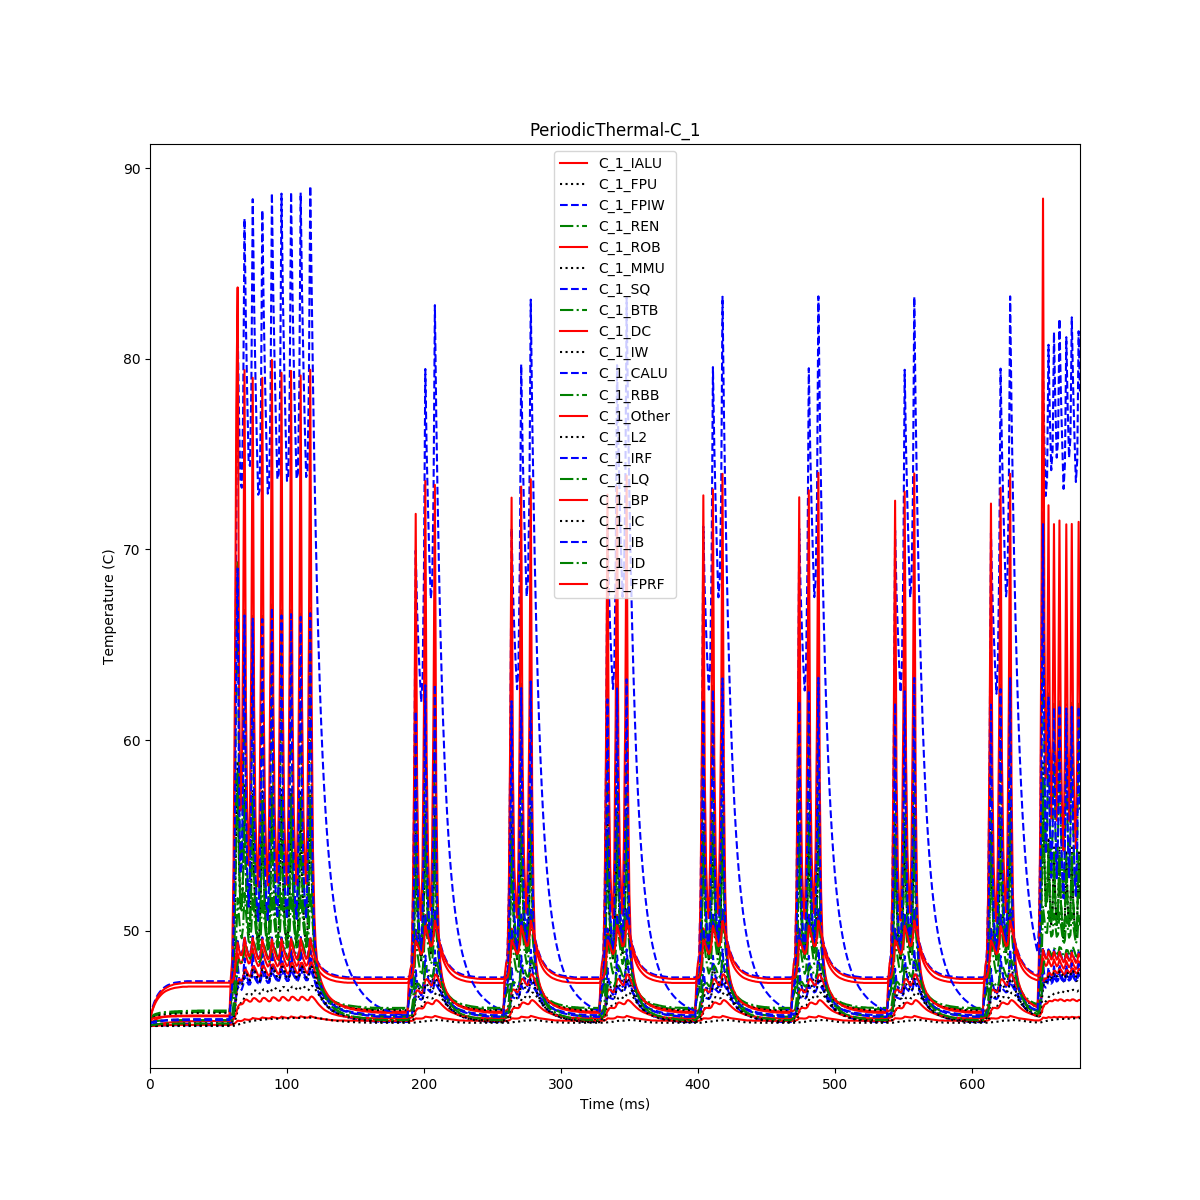 PeriodicThermal-C_1
90
80
70
60
50
Temperature (C)
C_1_IALU
C_1_FPU
C_1_FPIW
C_1_REN
C_1_ROB
C_1_MMU
C_1_SQ
C_1_BTB
C_1_DC
C_1_IW
C_1_CALU
C_1_RBB
C_1_Other
C_1_L2
C_1_IRF
C_1_LQ
C_1_BP
C_1_IC
C_1_IB
C_1_ID
C_1_FPRF
0 100 200 300 400 500 600
Time (ms)